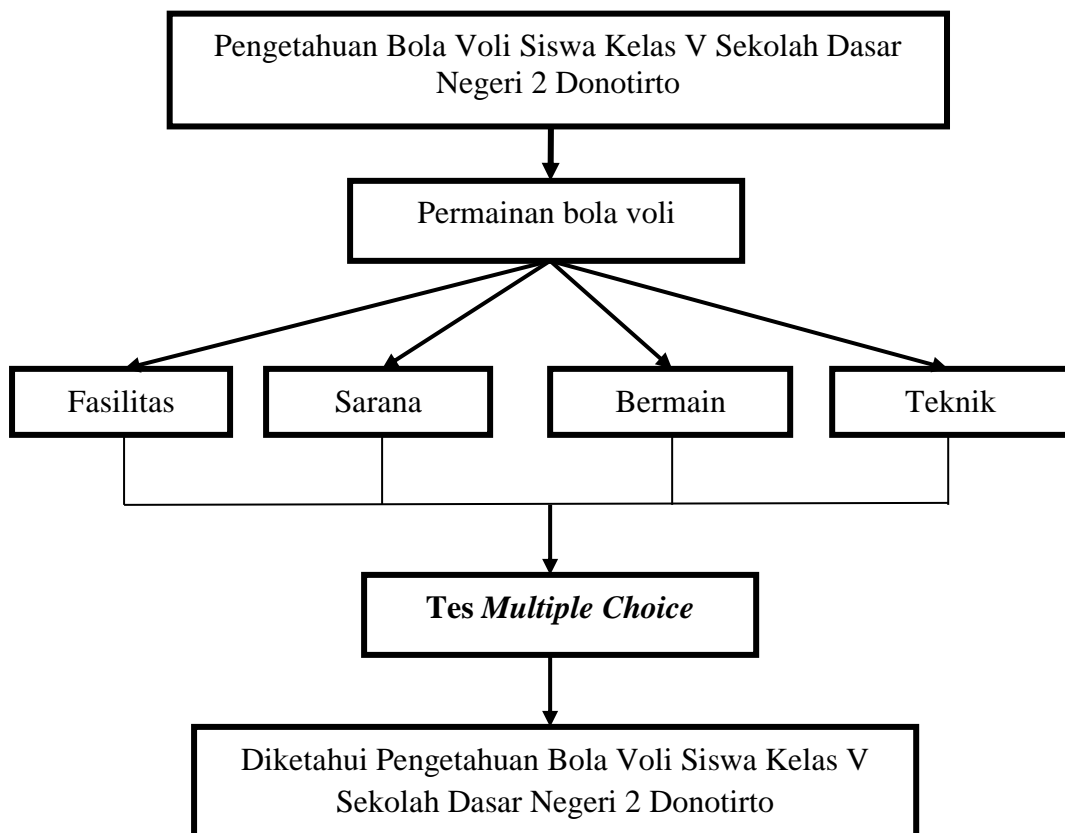 Pengetahuan Bola Voli Siswa Kelas V Sekolah Dasar
Negeri 2 Donotirto
Permainan bola voli
Fasilitas
Sarana
Bermain
Teknik
Tes Multiple Choice
Diketahui Pengetahuan Bola Voli Siswa Kelas V
Sekolah Dasar Negeri 2 Donotirto